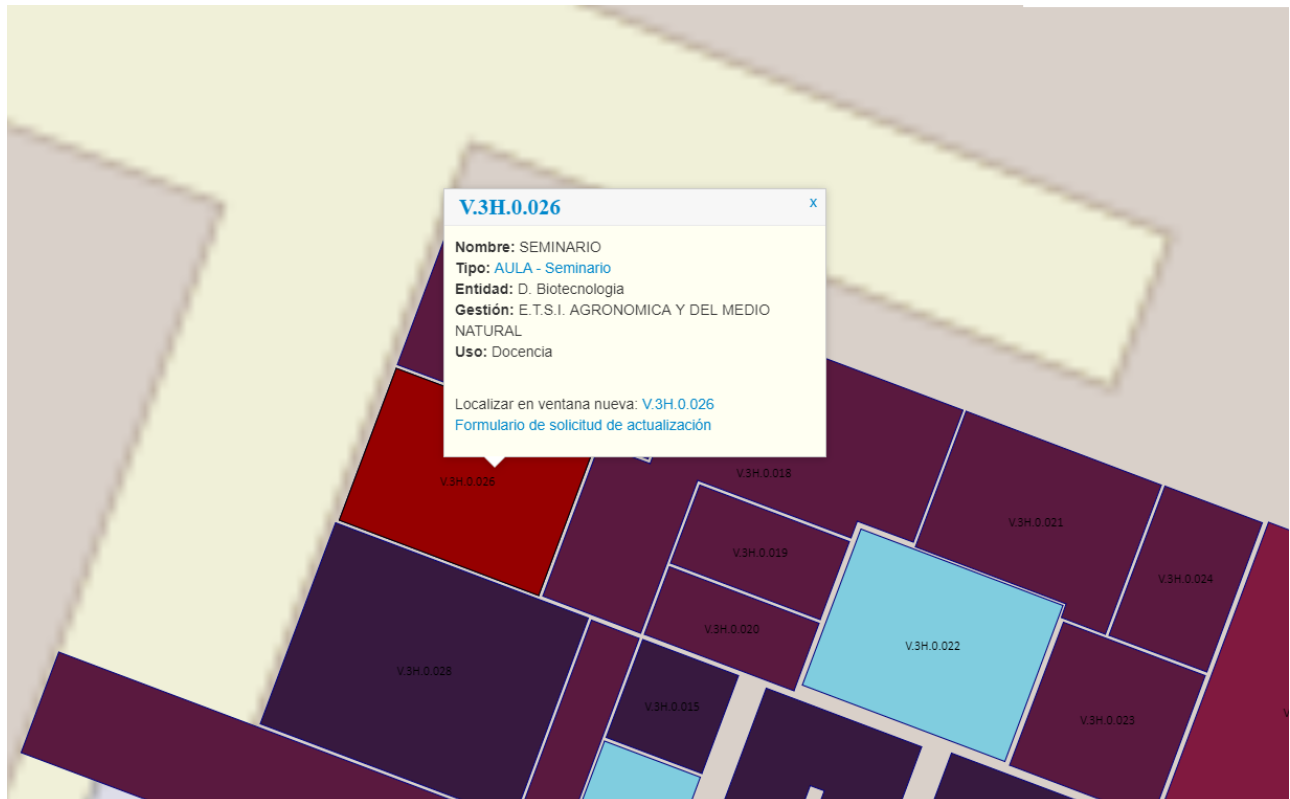 V.3H.0.026
x
Nombre: SEMINARIO
Tipo: AULA - Seminario
Entidad: D. Biotecnologia
Gestión: E.T.S.I. AGRONOMICA Y DEL MEDIO
NATURAL
Uso: Docencia
Localizar en ventana nueva: V.3H.0.026
Formulario de solicitud de actualización
V.3H.0.018
V.3H.0.026
V.3H.0.021
V.3H.0.019
V.3H.0.024
V.3H.0.020
V.3H.0.022
V.3H.0.028
V.3H.0.015
V.3H.0.023
V